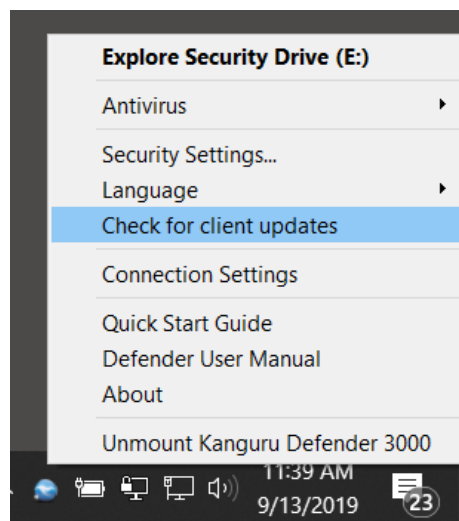 Explore Security Drive (E:)
Antivirus
Security Settings...
Language
Check for client updates
Connection Settings
Quick Start Guide
Defender User Manual
About
Unmount Kanguru Defender 3000
11:39 AM
9/13/2019
23